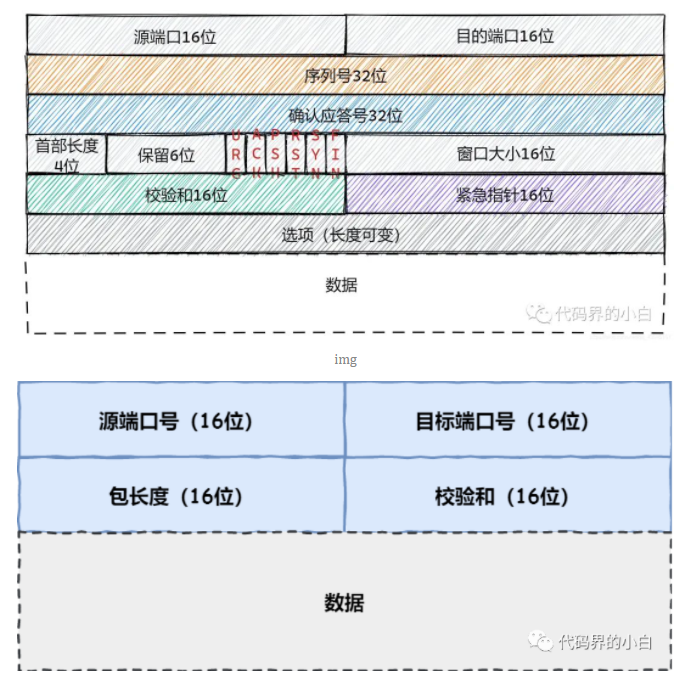 源端口16位
目的端口16位
序列号32位
确认应答号32位
首部长度
4位
保留6位
URG
ACK
PSH
RST
SYN
FIN
窗口大小16位
校验和16位
紧急指针16位
选项（长度可变）
数据
代码界的小白
img
源端口号（16位）
目标端口号（16位）
包长度（16位）
校验和（16位）
数据
代码界的小白